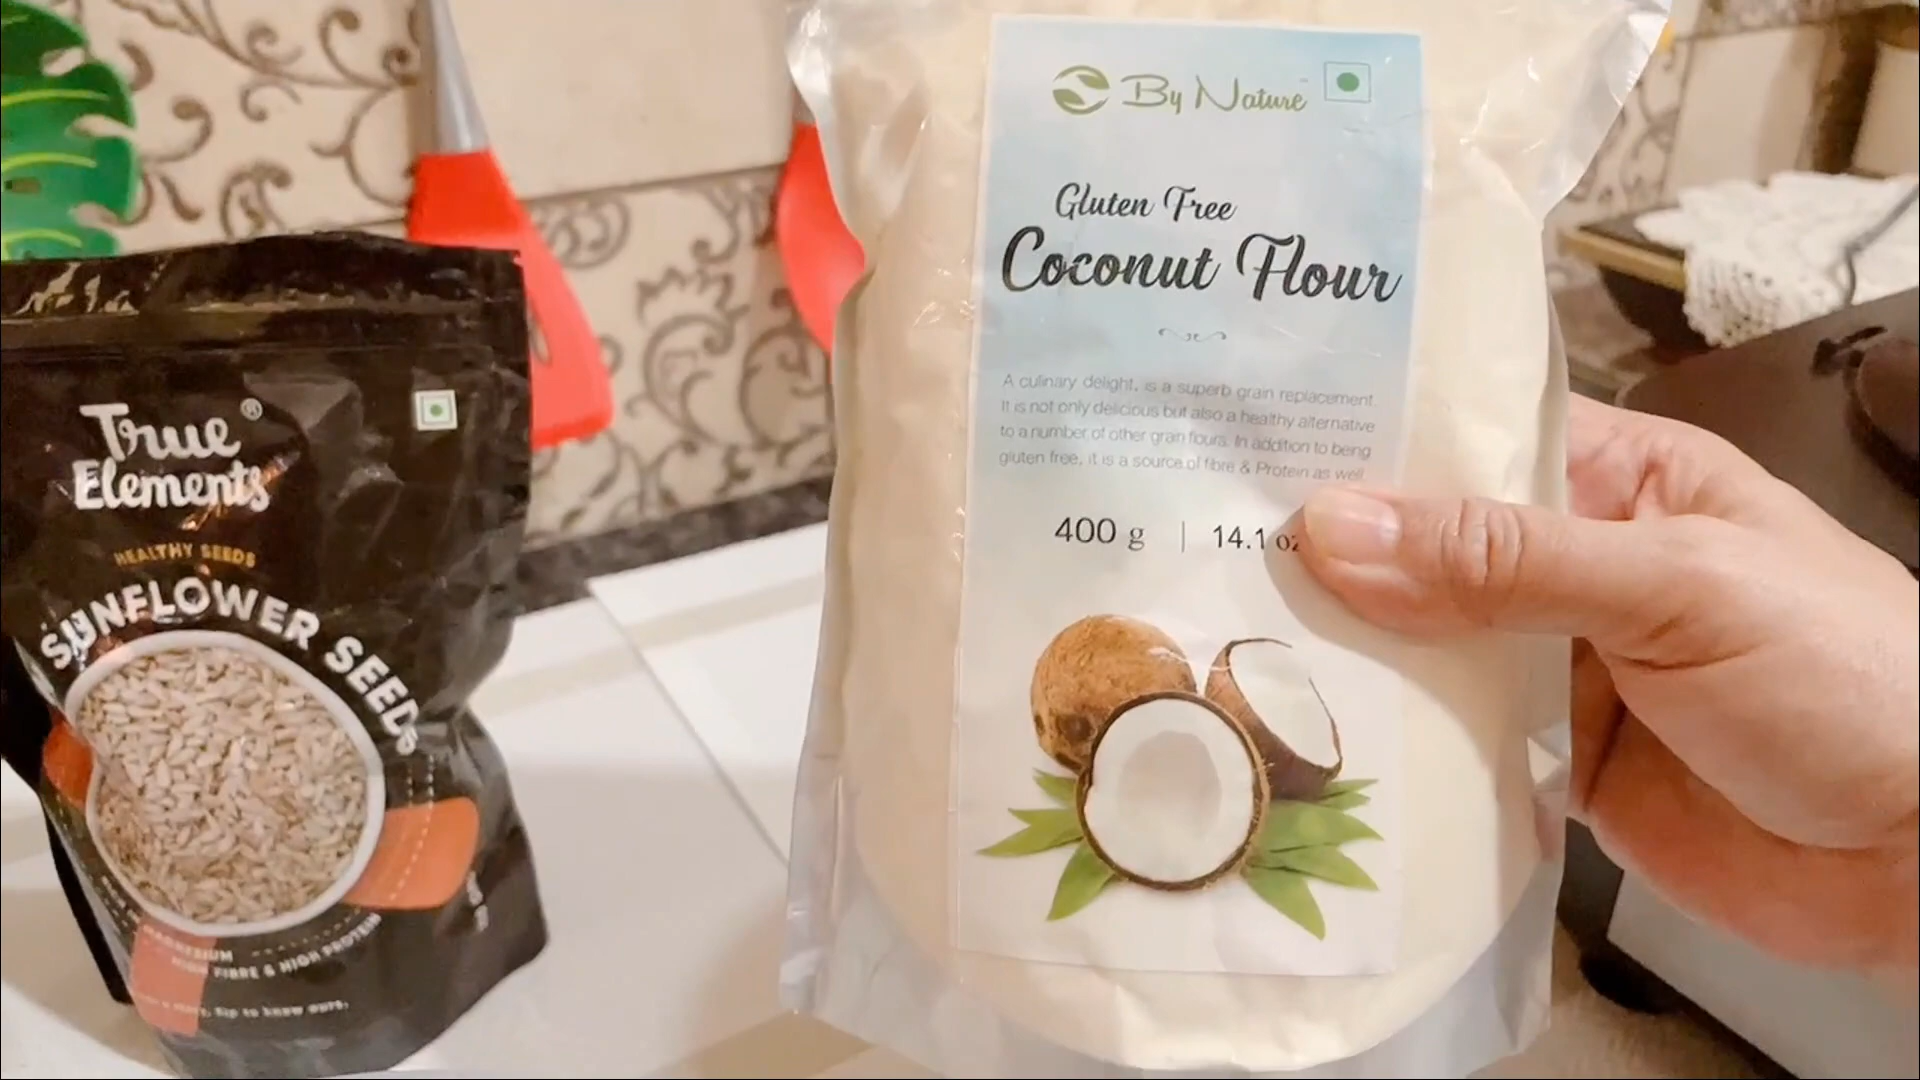 True
Elements
®
HEALTHY SEEDS
SUNFLOWER SEEDS
FIBRE & HIGH PROTEIN
By Nature
Gluten Free
Coconut Flour
A culinary delight, is a superb grain replacement
It is not only delicious but also a healthy alternative
to a number of other grain flours. In addition to being
gluten free, it is a source of fibre & Protein as well
400 g | 14.1 oz